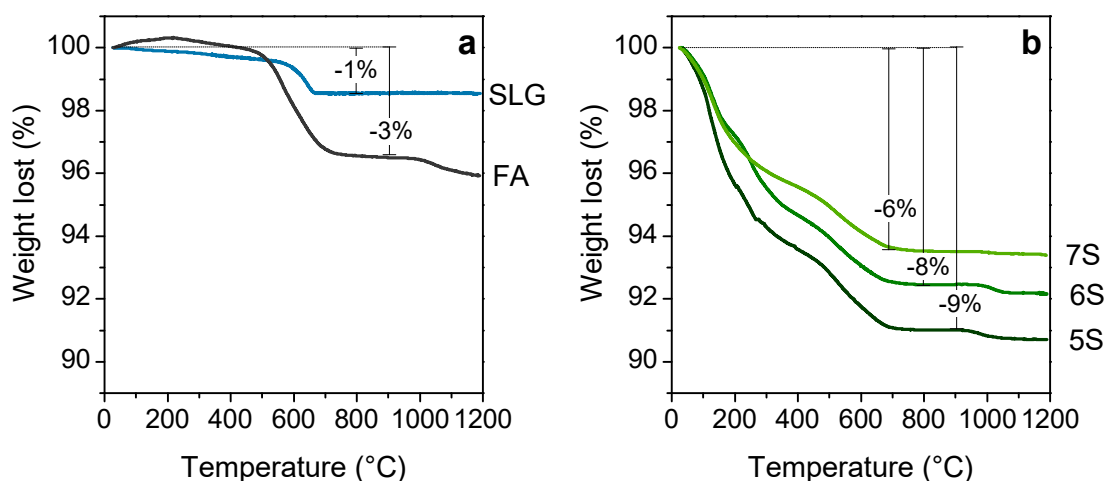 a
100
98
96
94
92
90
Weight lost (%)
-1%
-3%
SLG
FA
0 200 400 600 800 1000 1200
Temperature (°C)
b
100
98
96
94
92
90
Weight lost (%)
-6%
-8%
-9%
7S
6S
5S
0 200 400 600 800 1000 1200
Temperature (°C)